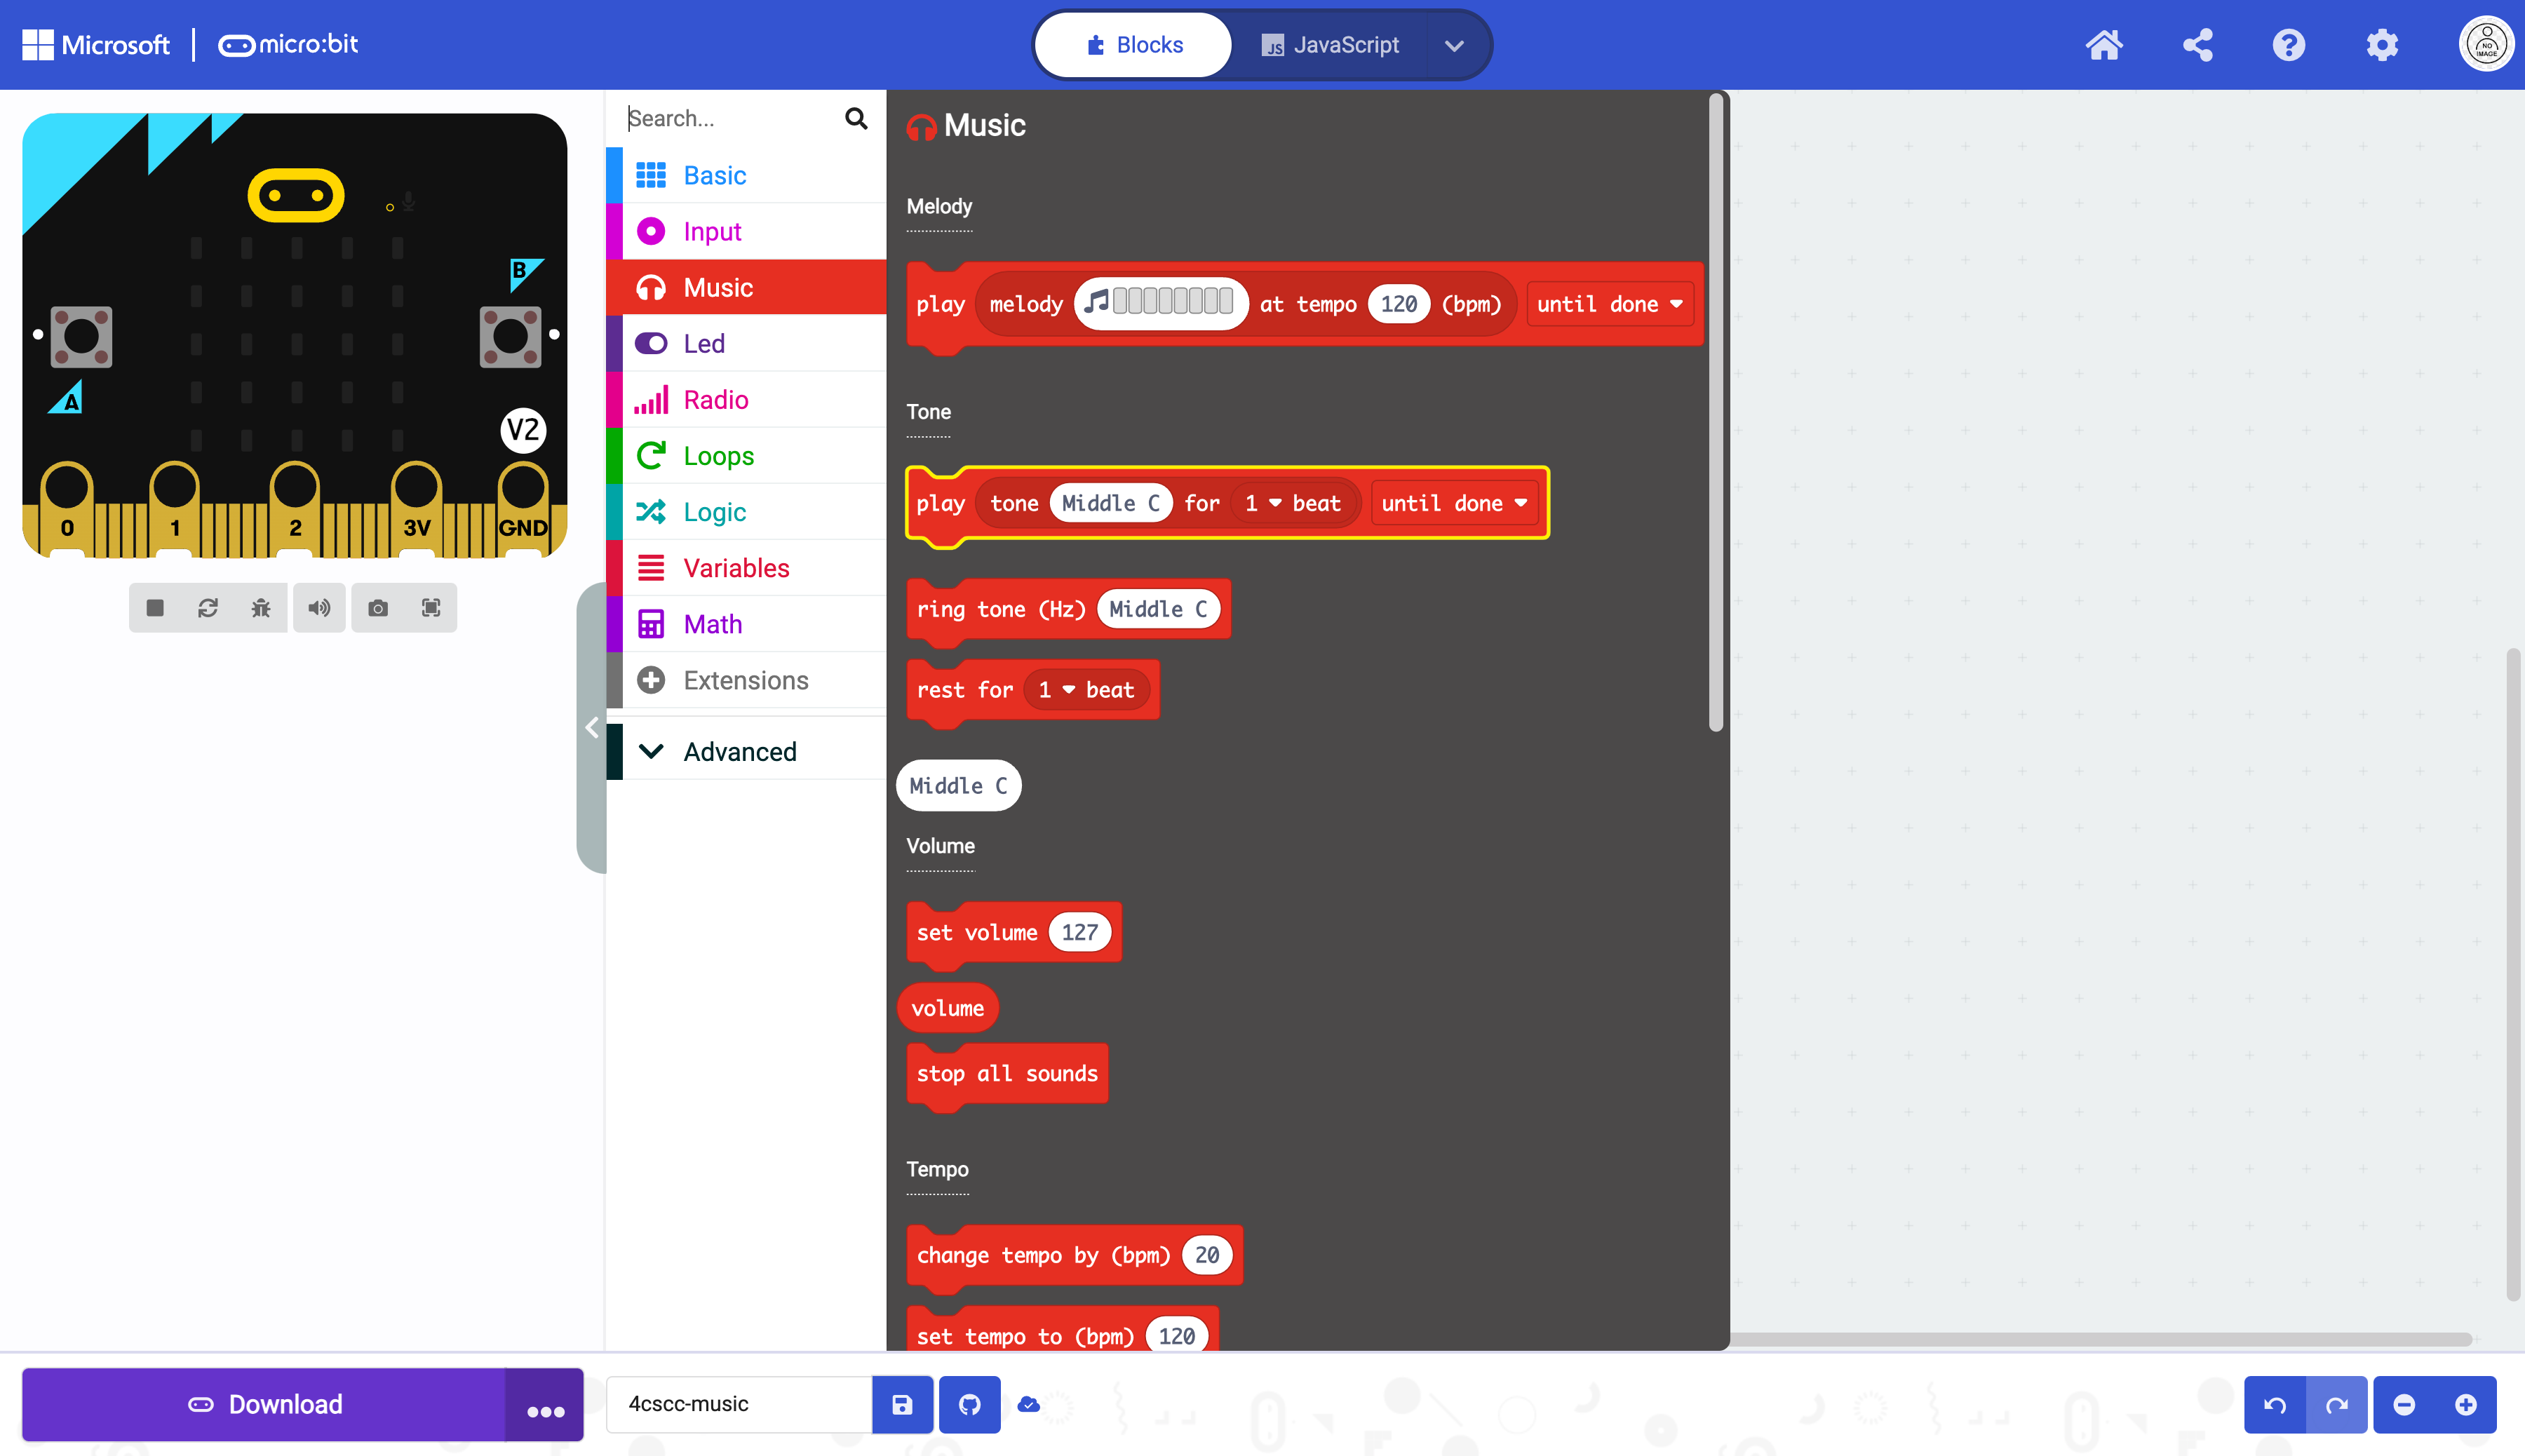 Microsoft | micro:bit
Blocks JS JavaScript
NO IMAGE
B
A
V2
0 1 2 3V GND
Search...
Basic
Input
Music
Led
Radio
Loops
Logic
Variables
Math
Extensions
Advanced
Music
Melody
play melody at tempo 120 (bpm) until done
Tone
play tone Middle C for 1 beat until done
ring tone (Hz) Middle C
rest for 1 beat
Middle C
Volume
set volume 127
volume
stop all sounds
Tempo
change tempo by (bpm) 20
set tempo to (bpm) 120
Download ••• 4cscc-music